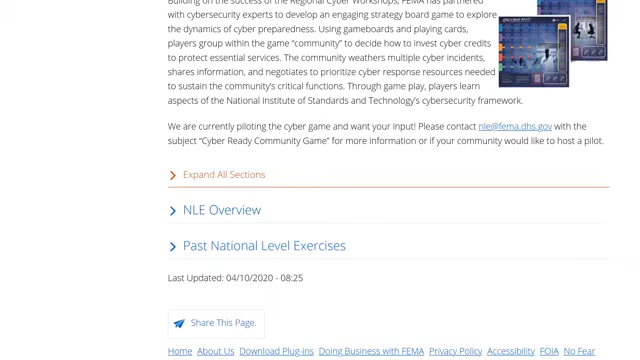 Building on the success of the Regional Cyber Workshops, FEMA has partnered
with cybersecurity experts to develop an engaging strategy board game to explore
the dynamics of cyber preparedness. Using gameboards and playing cards,
players group within the game “community” to decide how to invest cyber credits
to protect essential services. The community weathers multiple cyber incidents,
shares information, and negotiates to prioritize cyber response resources needed
to sustain the community’s critical functions. Through game play, players learn
aspects of the National Institute of Standards and Technology’s cybersecurity framework.
We are currently piloting the cyber game and want your input! Please contact nle@fema.dhs.gov with the
subject “Cyber Ready Community Game” for more information or if your community would like to host a pilot.
Expand All Sections
NLE Overview
Past National Level Exercises
Last Updated: 04/10/2020 - 08:25
Share This Page.
Home About Us Download Plug-ins Doing Business with FEMA Privacy Policy Accessibility FOIA No Fear